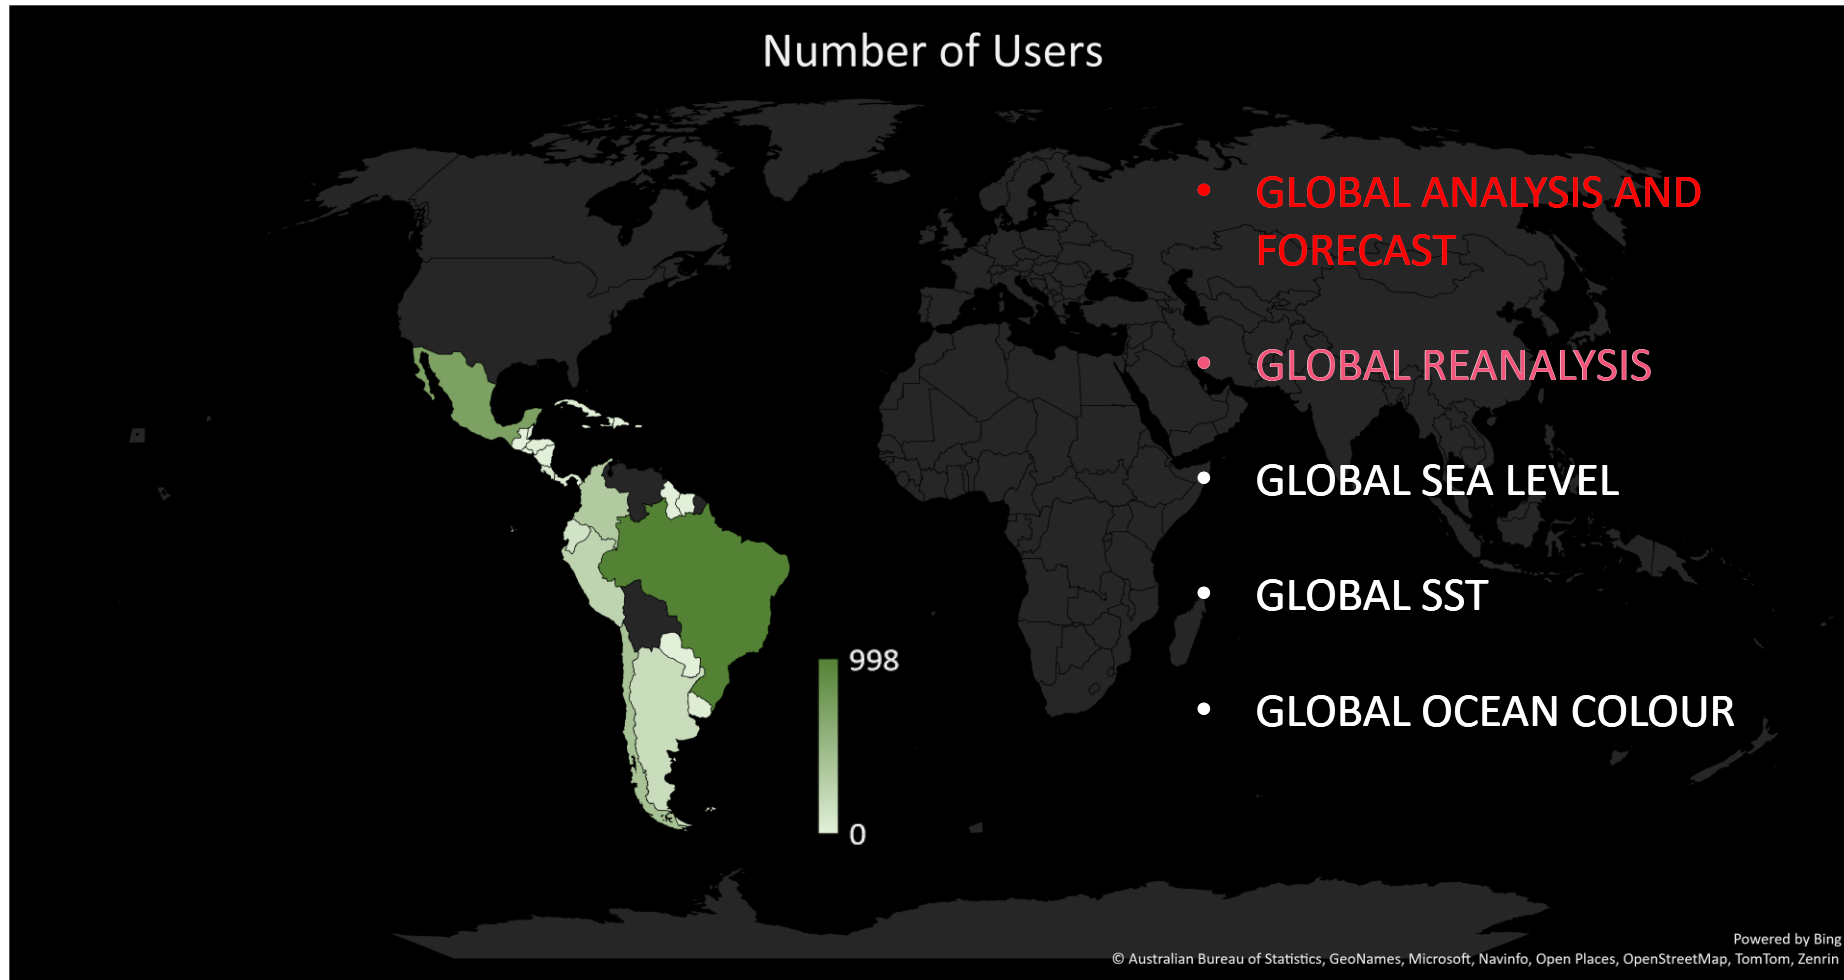 Number of Users
• GLOBAL ANALYSIS AND
FORECAST
• GLOBAL REANALYSIS
• GLOBAL SEA LEVEL
• GLOBAL SST
• GLOBAL OCEAN COLOUR
998
0
Powered by Bing
© Australian Bureau of Statistics, GeoNames, Microsoft, Navinfo, Open Places, OpenStreetMap, TomTom, Zenrin